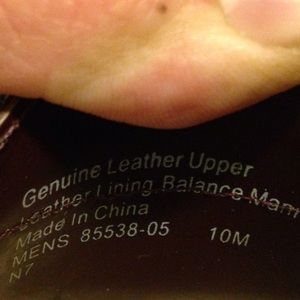 Genuine Leather Upper
Leather Lining, Balance Man
Made In China
MENS 85538-05 10M
N7